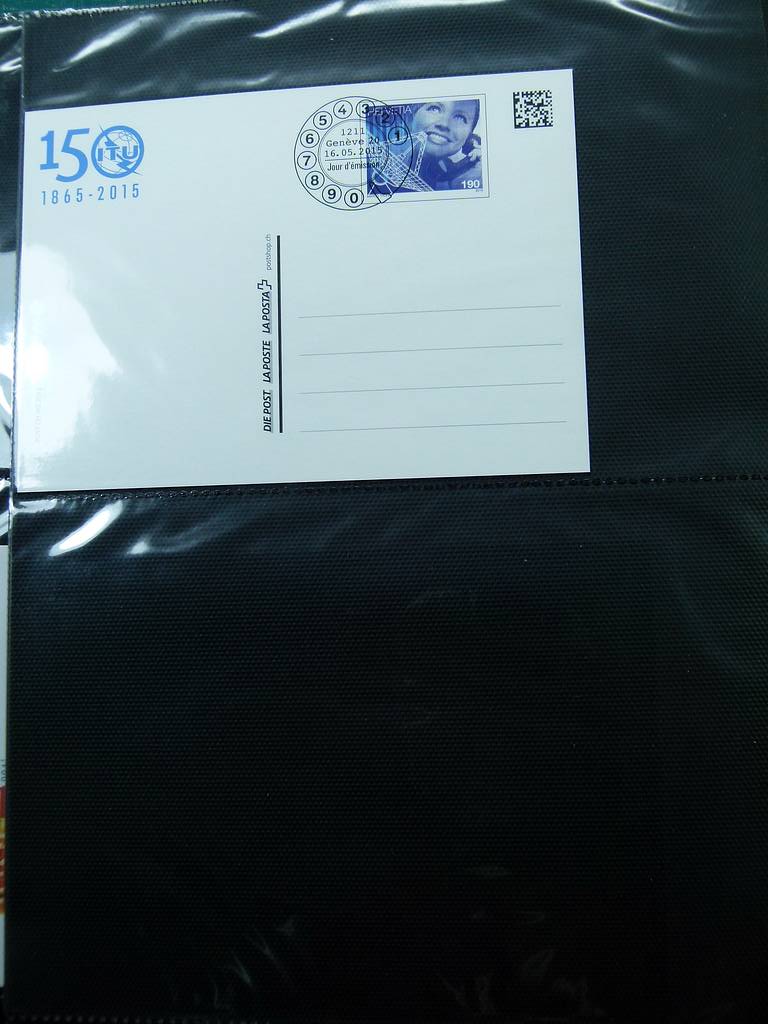 150
ITU
1865-2015
5 4 3 2 1
6 7 8 9 0
HELVETIA
1211
Genève 20
16.05.2015
Jour d'émission
190
postshop.ch
DIE POST LA POSTE LA POSTA